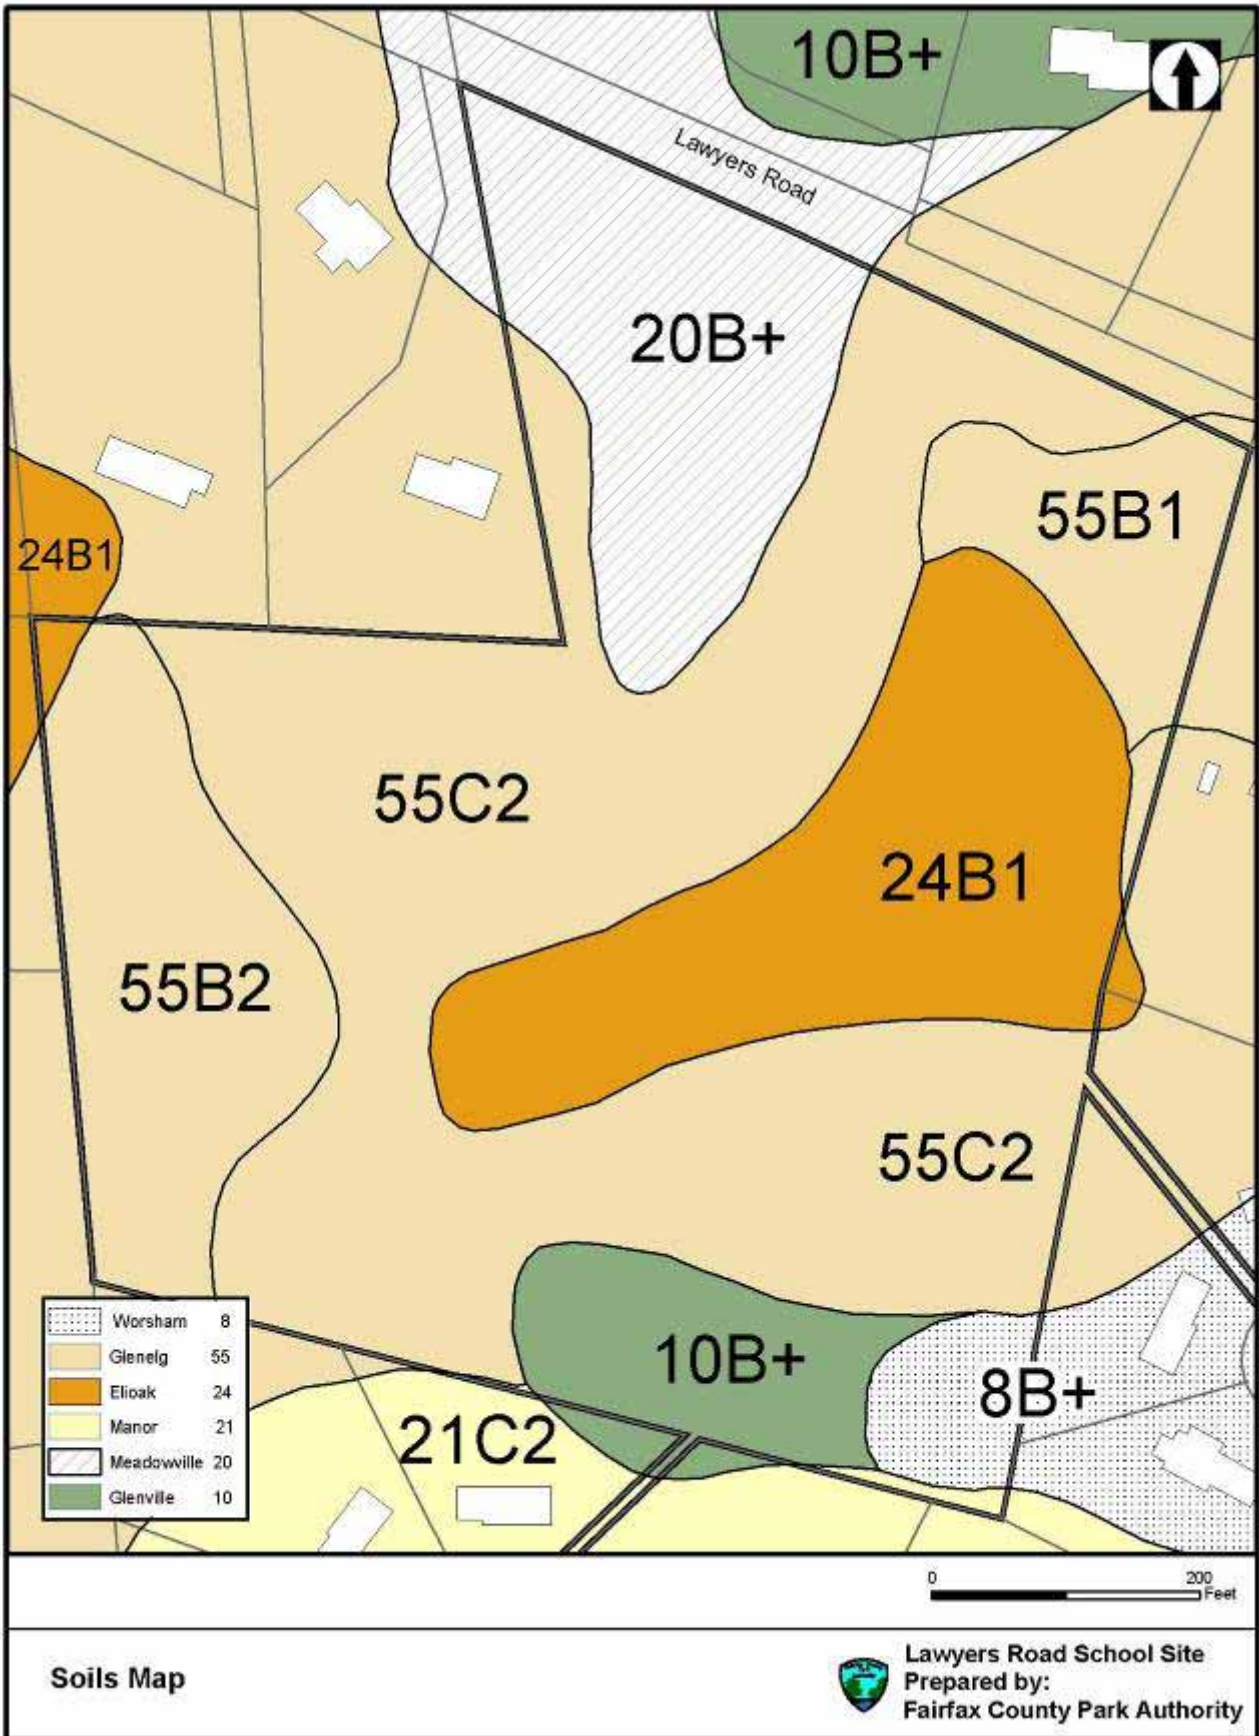 10B+
Lawyers Road
20B+
55B1
24B1
55C2
24B1
55B2
55C2
10B+
8B+
21C2
Worsham 8
Glenelg 55
Elioak 24
Manor 21
Meadowville 20
Glenville 10
0 200
Feet
Soils Map
Lawyers Road School Site
Prepared by:
Fairfax County Park Authority